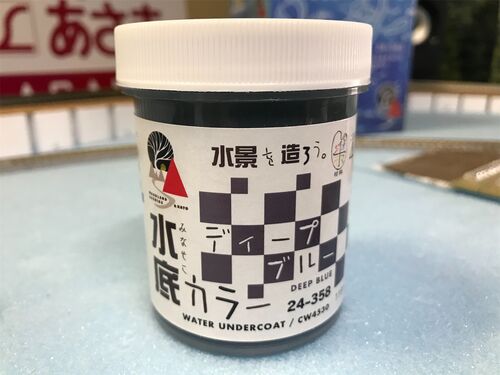 あさ
水景を造ろう。
みなそこ
水底カラー
ディープ
ブルー
DEEP BLUE
24-358
WATER UNDERCOAT / CW4530